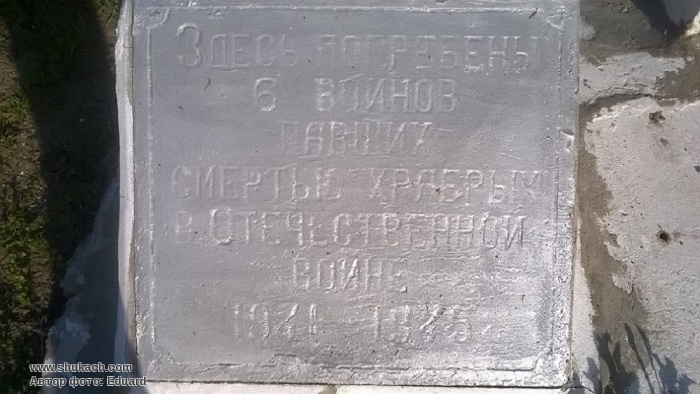 Здесь погребены
6 воинов
павших
смертью храбрых
в Отечественной
войне
1941 1945
www.shukach.com
Автор фото: Eduard